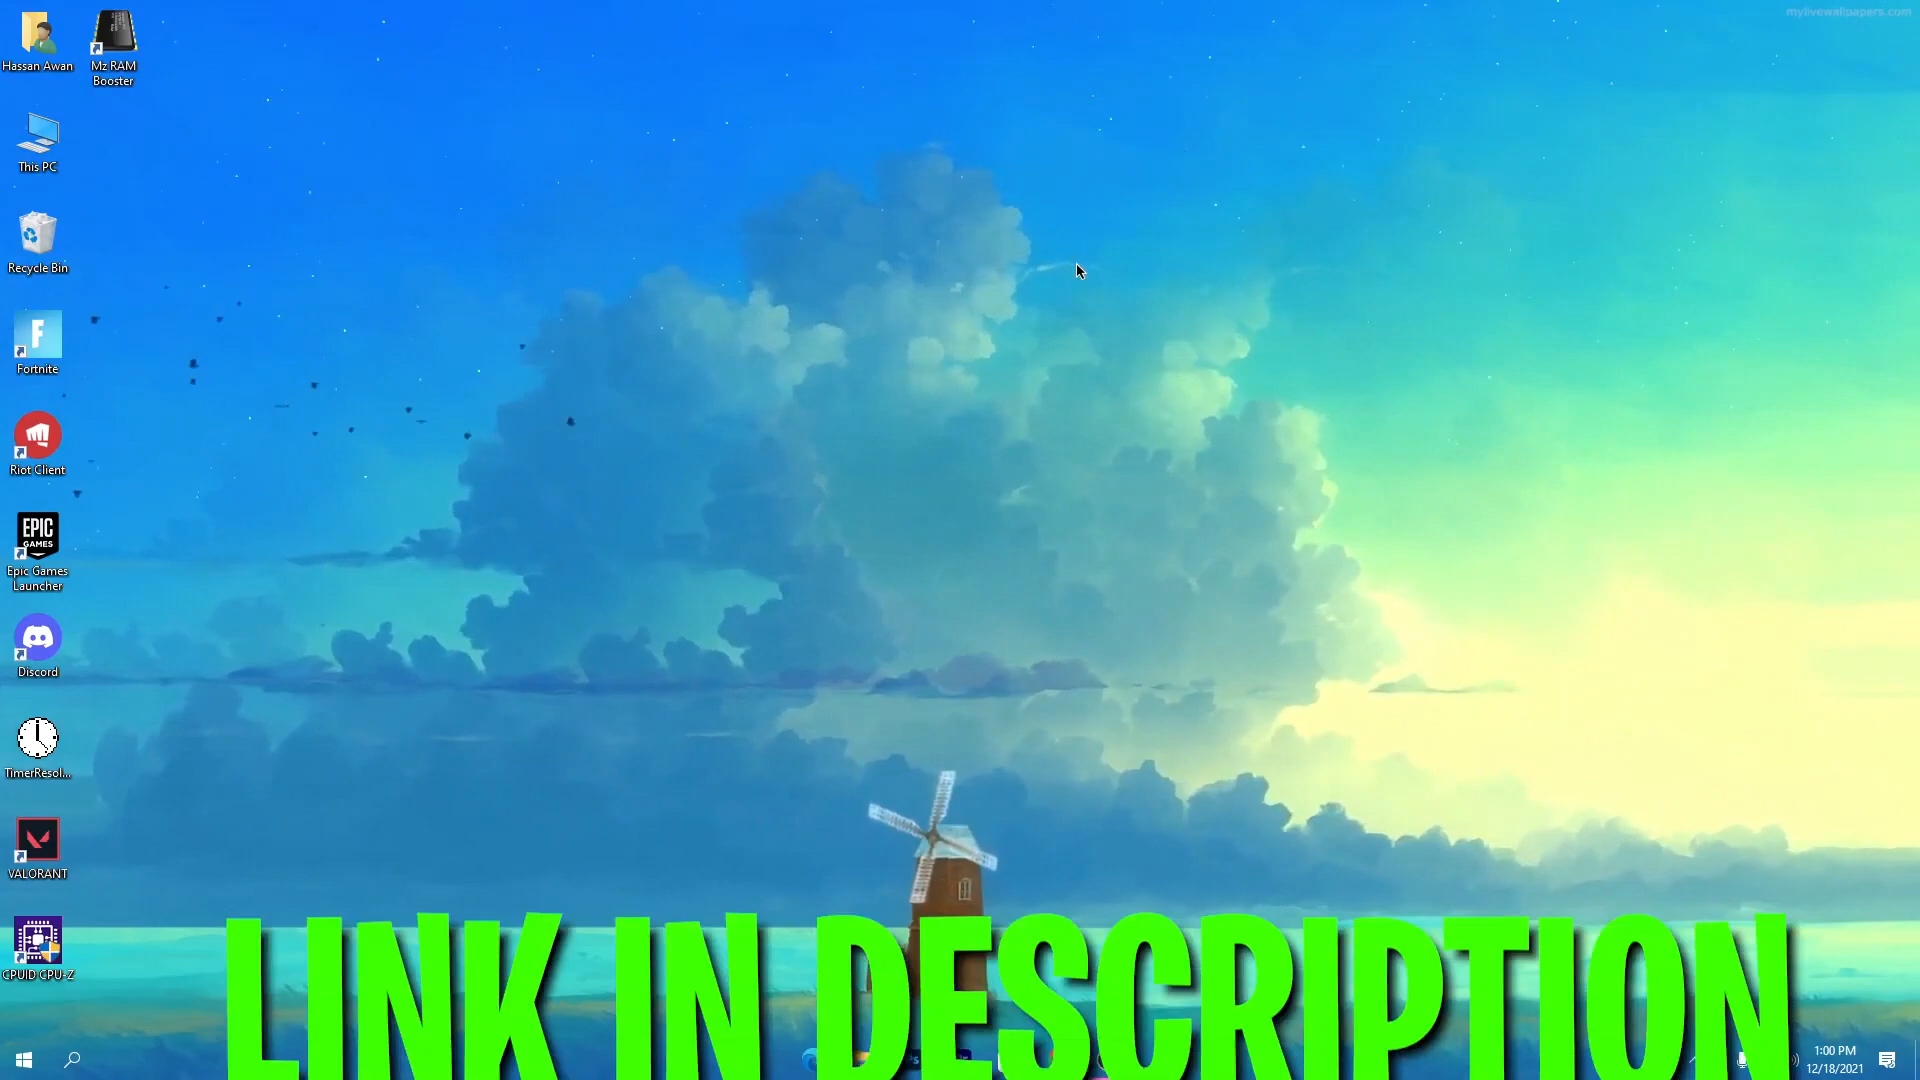 mylivewallpapers.com
Hassan Awan
Mz RAM
Booster
This PC
Recycle Bin
F
Fortnite
Riot Client
EPIC
GAMES
Epic Games
Launcher
Discord
TimerResol...
VALORANT
CPUID CPU-Z
LINK IN DESCRIPTION
1:00 PM
12/18/2021